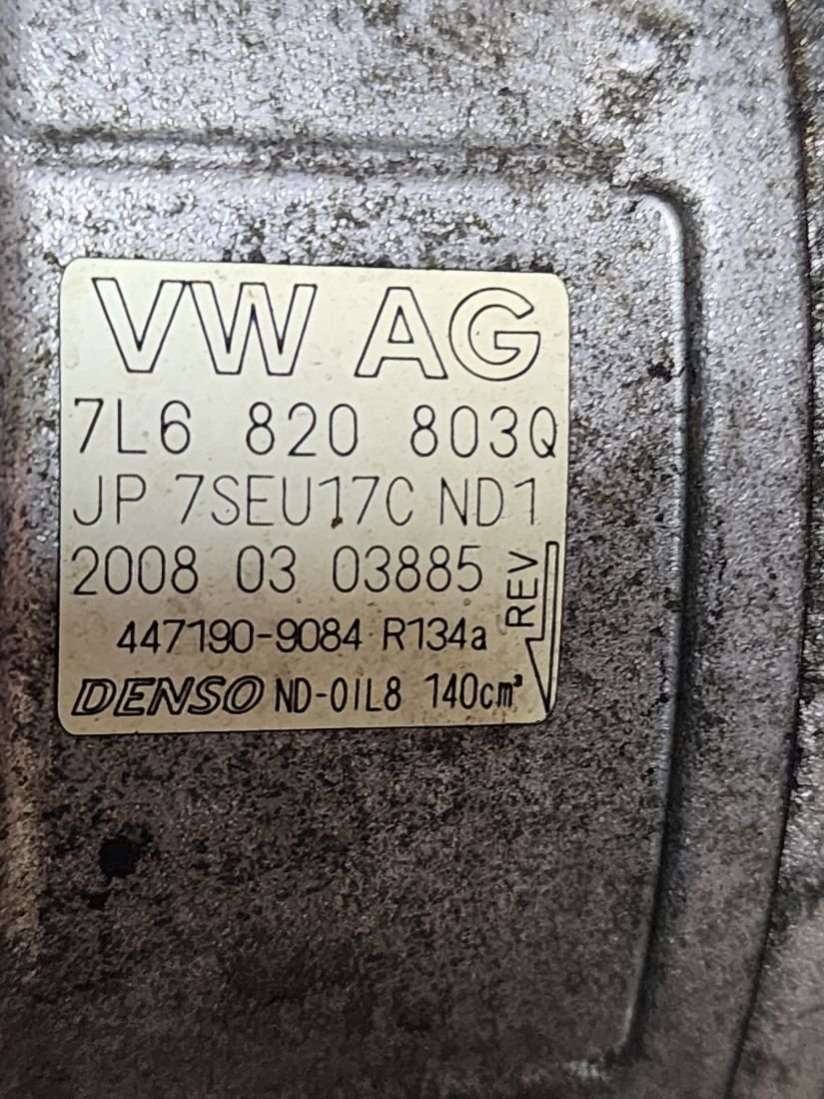 VW AG
7L6 820 803Q
JP 7SEU17C ND1
2008 03 03885
REV
447190-9084 R134a
DENSO ND-OIL8 140cm³